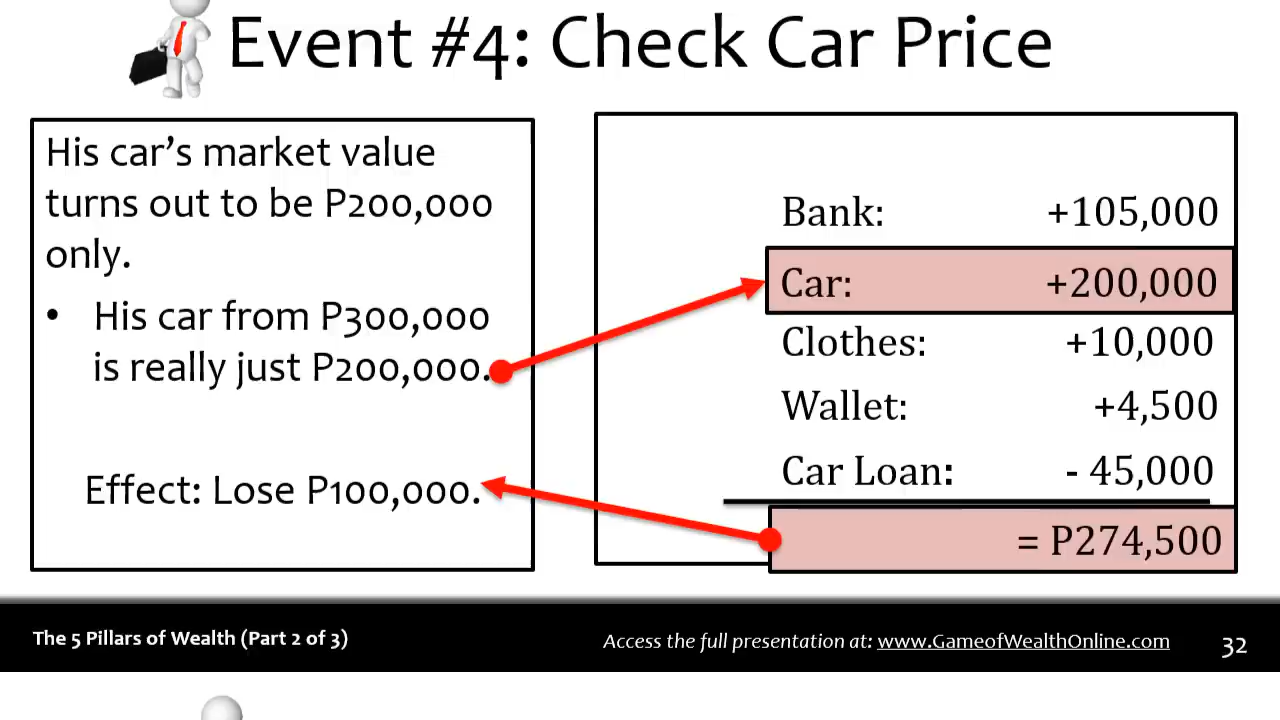 Event #4: Check Car Price
His car’s market value
turns out to be P200,000
only.
• His car from P300,000
is really just P200,000.
Effect: Lose P100,000.
Bank: +105,000
Car: +200,000
Clothes: +10,000
Wallet: +4,500
Car Loan: - 45,000
= P274,500
The 5 Pillars of Wealth (Part 2 of 3)
Access the full presentation at: www.GameofWealthOnline.com
32